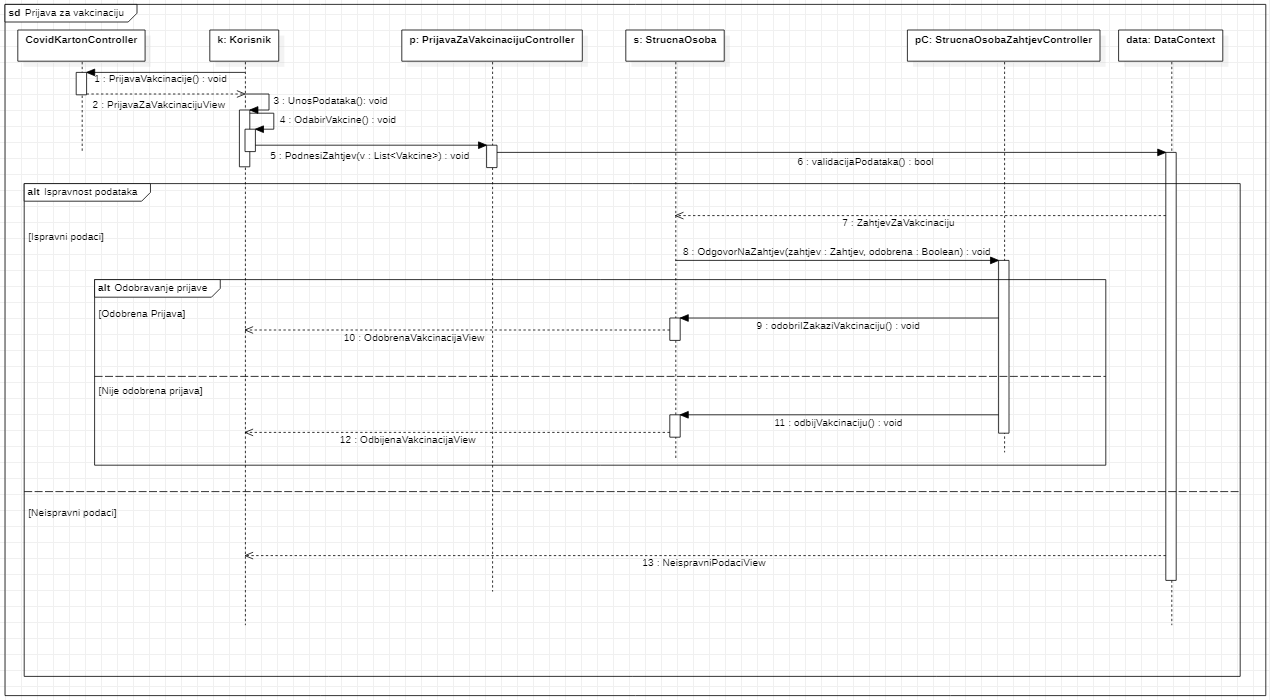 sd Prijava za vakcinaciju
CovidKartonController
k: Korisnik
p: PrijavaZaVakcinacijuController
s: StrucnaOsoba
pC: StrucnaOsobaZahtjevController
data: DataContext
1 : PrijavaVakcinacije() : void
2 : PrijavaZaVakcinacijuView
3 : UnosPodataka(): void
4 : OdabirVakcine() : void
5 : PodnesiZahtjev(v : List<Vakcine>) : void
6 : validacijaPodataka() : bool
alt Ispravnost podataka
7 : ZahtjevZaVakcinaciju
[Ispravni podaci]
8 : OdgovorNaZahtjev(zahtjev : Zahtjev, odobrena : Boolean) : void
alt Odobravanje prijave
[Odobrena Prijava]
9 : odobriIZakaziVakcinaciju() : void
10 : OdobrenaVakcinacijaView
[Nije odobrena prijava]
11 : odbijVakcinaciju() : void
12 : OdbijenaVakcinacijaView
[Neispravni podaci]
13 : NeispravniPodaciView